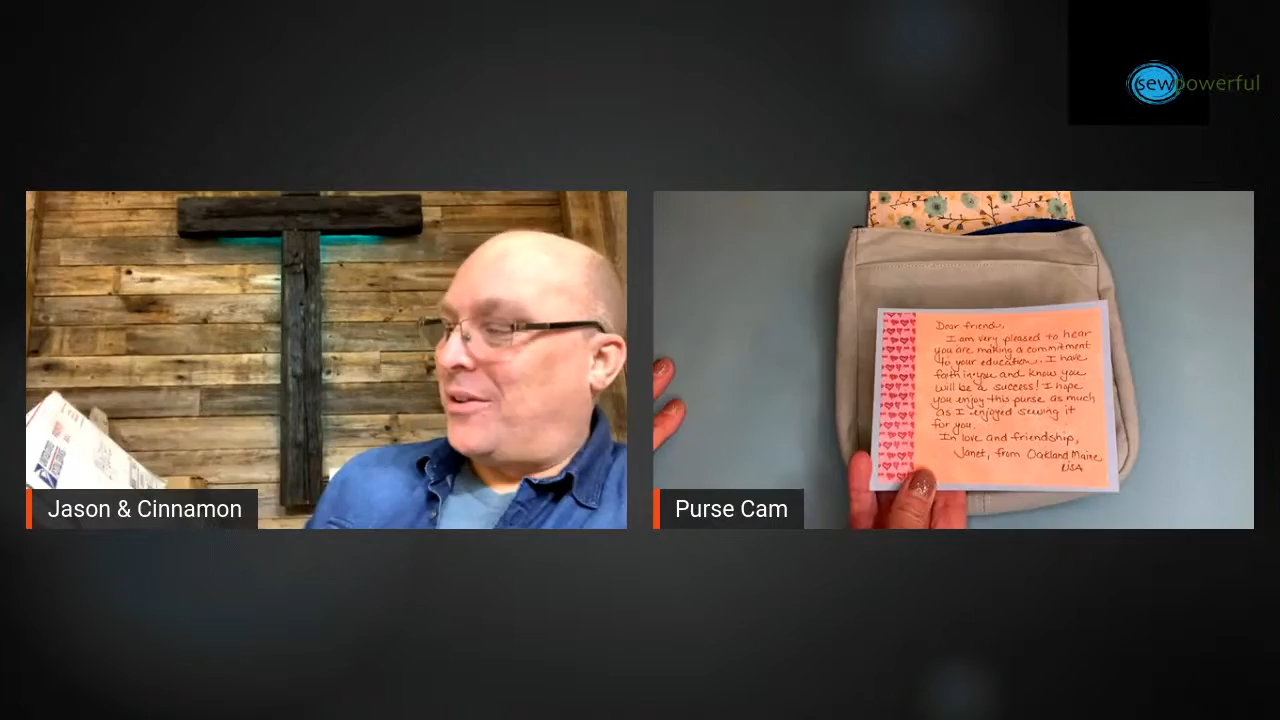 sewpowerful
Dear friend,
I am very pleased to hear
you are making a commitment
to your education. I have
faith in you and know you
will be a success! I hope
you enjoy this purse as much
as I enjoyed sewing it
for you.
In love and friendship,
Janet, from Oakland Maine
USA
Jason & Cinnamon
Purse Cam